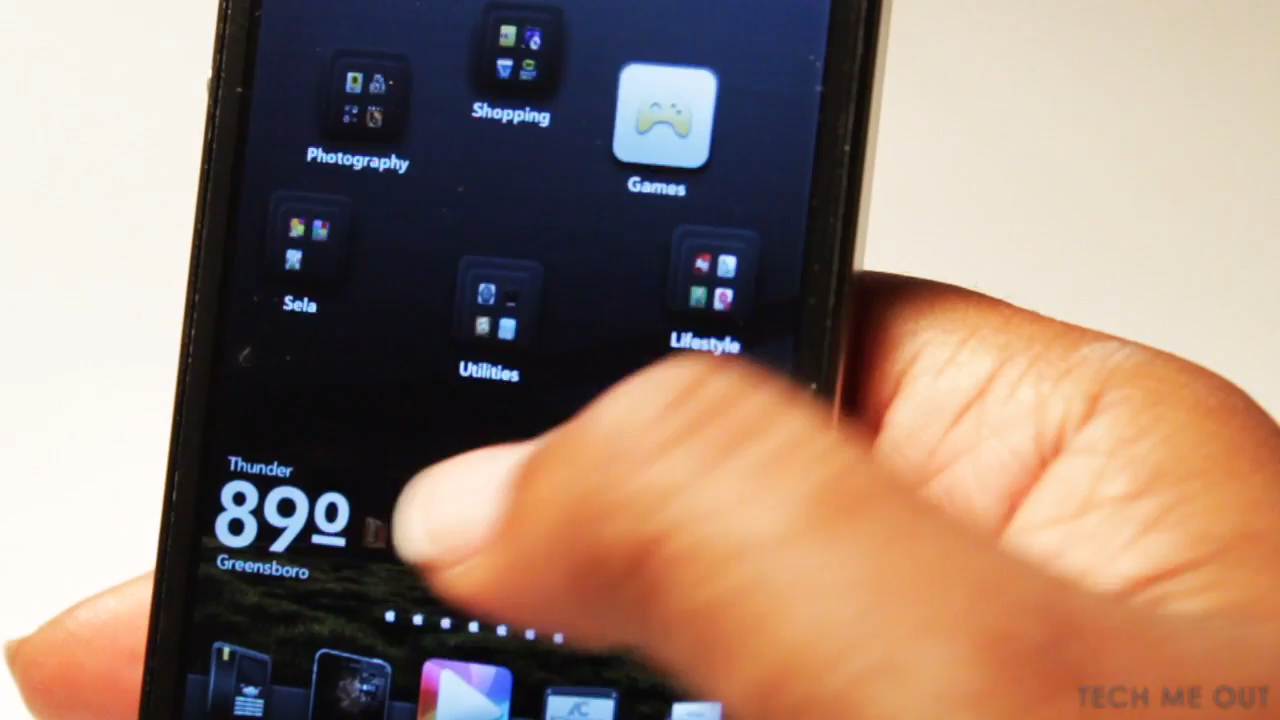 Shopping
Photography
Games
Sela
Lifestyle
Utilities
Thunder
89º
Greensboro
TECH ME OUT